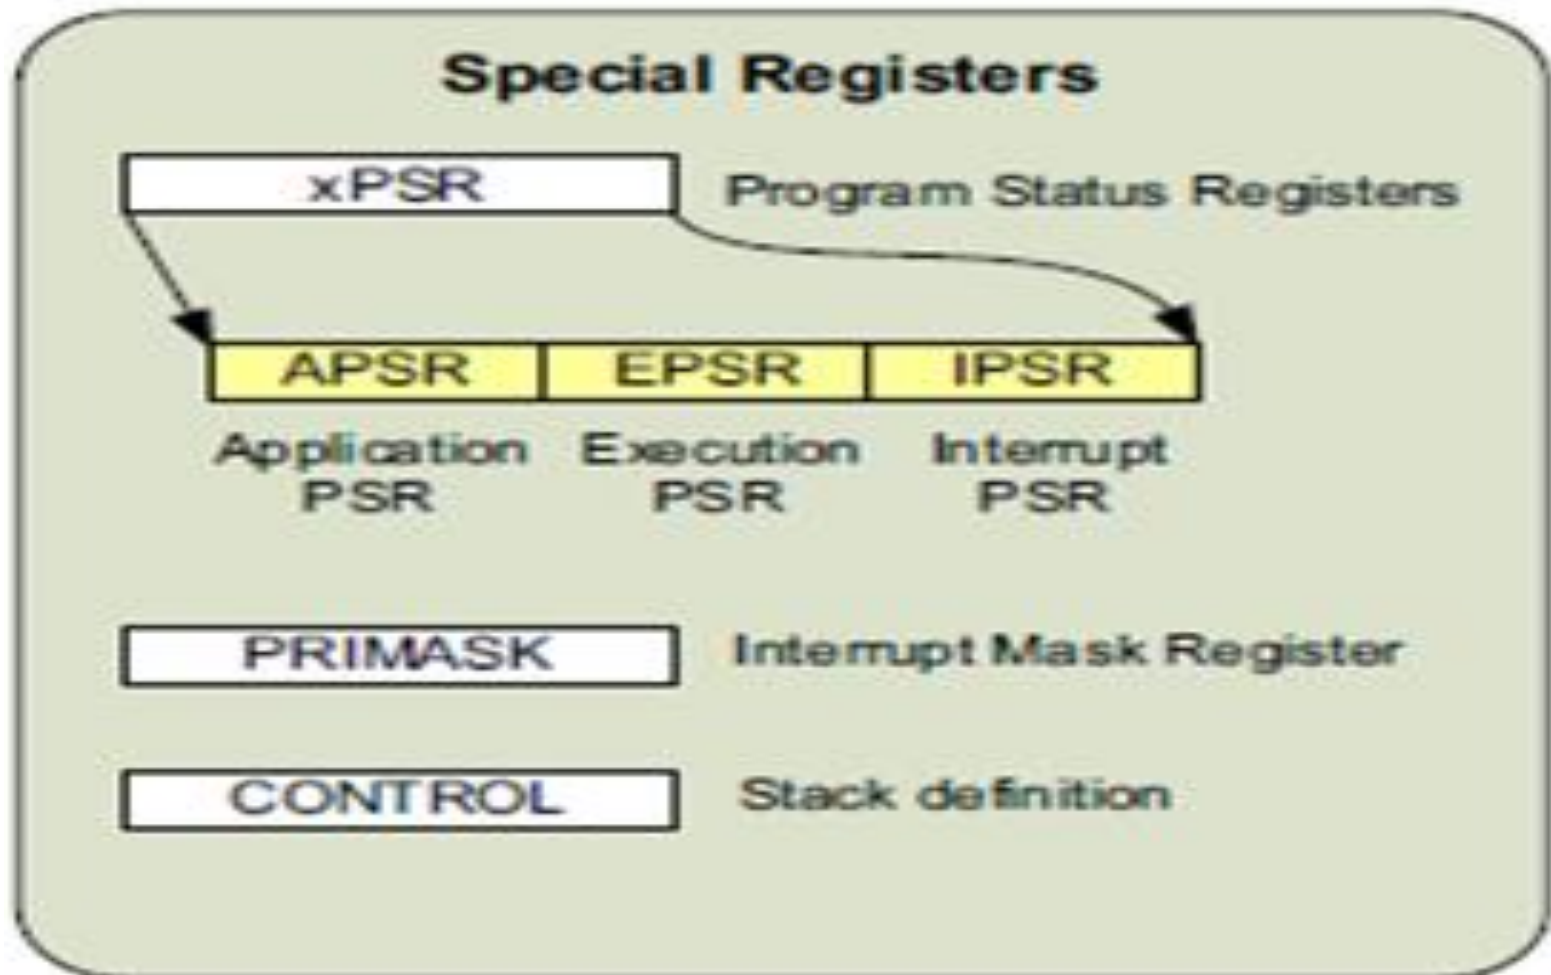 Special Registers
xPSR
Program Status Registers
APSR
EPSR
IPSR
Application
PSR
Execution
PSR
Interrupt
PSR
PRIMASK
Interrupt Mask Register
CONTROL
Stack definition